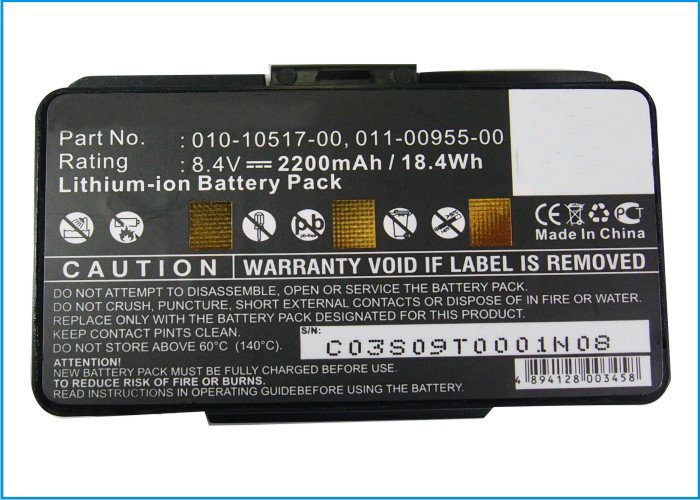 Part No. : 010-10517-00, 011-00955-00
Rating : 8.4V 2200mAh / 18.4Wh
Lithium-ion Battery Pack
Pb
CE PCT
Made In China
CAUTION WARRANTY VOID IF LABEL IS REMOVED
DO NOT ATTEMPT TO DISASSEMBLE, OPEN OR SERVICE THE BATTERY PACK.
DO NOT CRUSH, PUNCTURE, SHORT EXTERNAL CONTACTS OR DISPOSE OF IN FIRE OR WATER.
REPLACE ONLY WITH THE BATTERY PACK DESIGNATED FOR THIS PRODUCT.
KEEP CONTACT PINTS CLEAN.
DO NOT STORE ABOVE 60°C (140°C).
S/N:
C03S09T0001N08
ATTENTION!
NEW BATTERY PACK MUST BE FULLY CHARGED BEFORE USE.
TO REDUCE RISK OF FIRE OR BURNS.
READ INSTRUCTIONS IN OPERATING GUIDEBEFORE USING THE BATTERY.
4 894128 003458